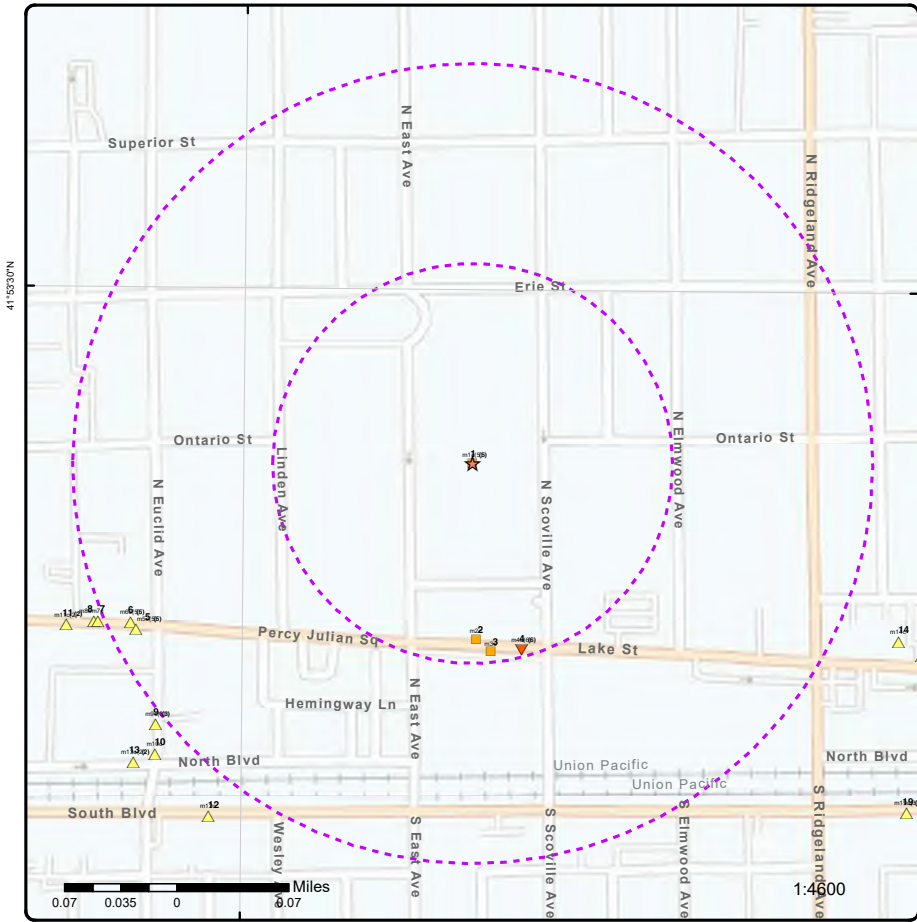 Superior St
N East Ave
N Ridgeland Ave
41°53'30"N
Erie St
Ontario St
Ontario St
1
N Euclid Ave
Linden Ave
N Scoville Ave
N Elmwood Ave
11
8
7
6
5
Percy Julian Sq
2
3
4
Lake St
14
Hemingway Ln
N East Ave
9
10
13
North Blvd
North Blvd
Union Pacific
Union Pacific
South Blvd
12
19
Wesley Ave
S East Ave
S Scoville Ave
S Elmwood Ave
S Ridgeland Ave
Miles
0.07 0.035 0 0.07
1:4600